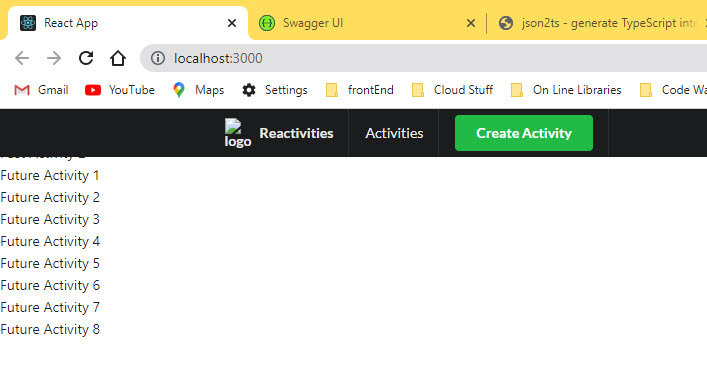 React App
Swagger UI
json2ts - generate TypeScript inte
localhost:3000
Gmail YouTube Maps Settings frontEnd Cloud Stuff On Line Libraries Code Wa
logo Reactivities Activities Create Activity
Future Activity 1
Future Activity 2
Future Activity 3
Future Activity 4
Future Activity 5
Future Activity 6
Future Activity 7
Future Activity 8